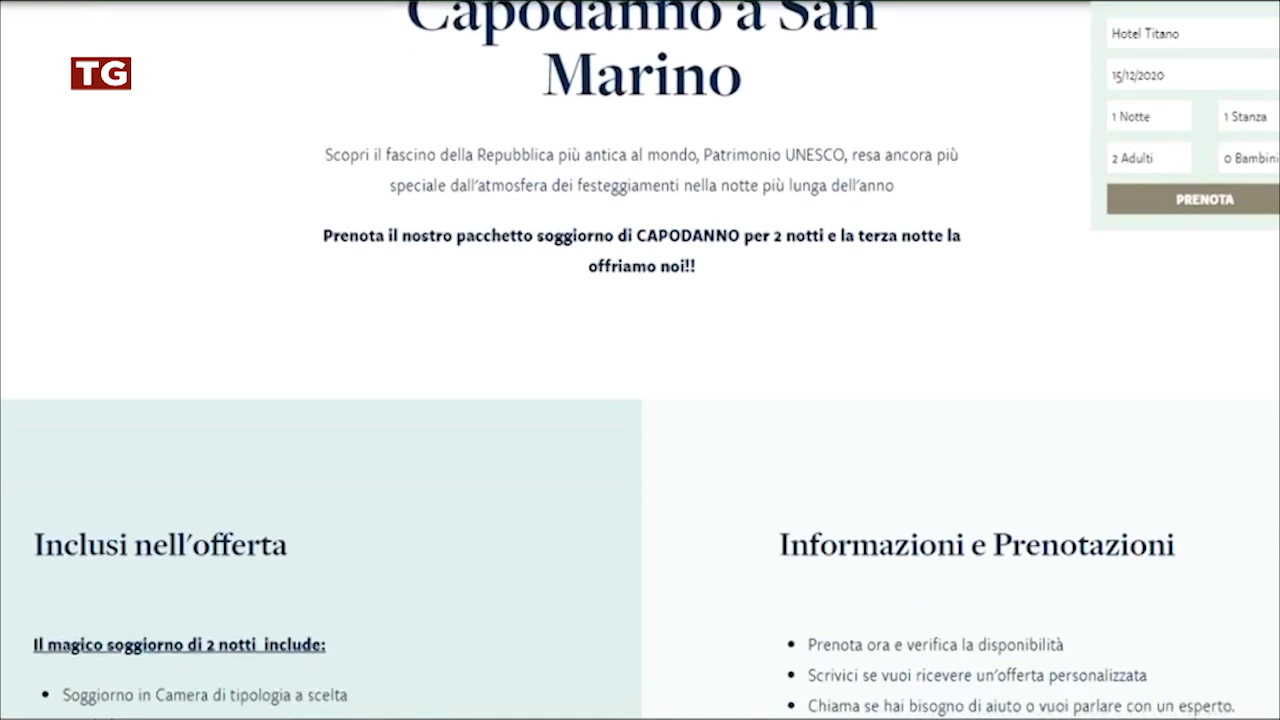 Capodanno a San
Marino
TG
Scopri il fascino della Repubblica più antica al mondo, Patrimonio UNESCO, resa ancora più
speciale dall'atmosfera dei festeggiamenti nella notte più lunga dell'anno
Prenota il nostro pacchetto soggiorno di CAPODANNO per 2 notti e la terza notte la
offriamo noi!!
Hotel Titano
15/12/2020
1 Notte
1 Stanza
2 Adulti
0 Bambini
PRENOTA
Inclusi nell'offerta
Il magico soggiorno di 2 notti include:
• Soggiorno in Camera di tipologia a scelta
Informazioni e Prenotazioni
• Prenota ora e verifica la disponibilità
• Scrivici se vuoi ricevere un'offerta personalizzata
• Chiama se hai bisogno di aiuto o vuoi parlare con un esperto.